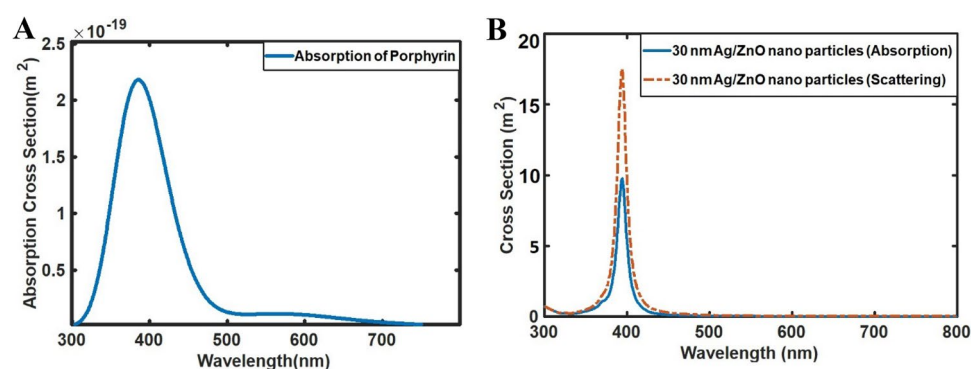 A
×10⁻¹⁹
2.5
2
1.5
1
0.5
300 400 500 600 700
Wavelength(nm)
Absorption Cross Section(m²)
Absorption of Porphyrin
B
20
15
10
5
0
300 400 500 600 700 800
Wavelength (nm)
Cross Section (m²)
30 nm Ag/ZnO nano particles (Absorption)
30 nm Ag/ZnO nano particles (Scattering)